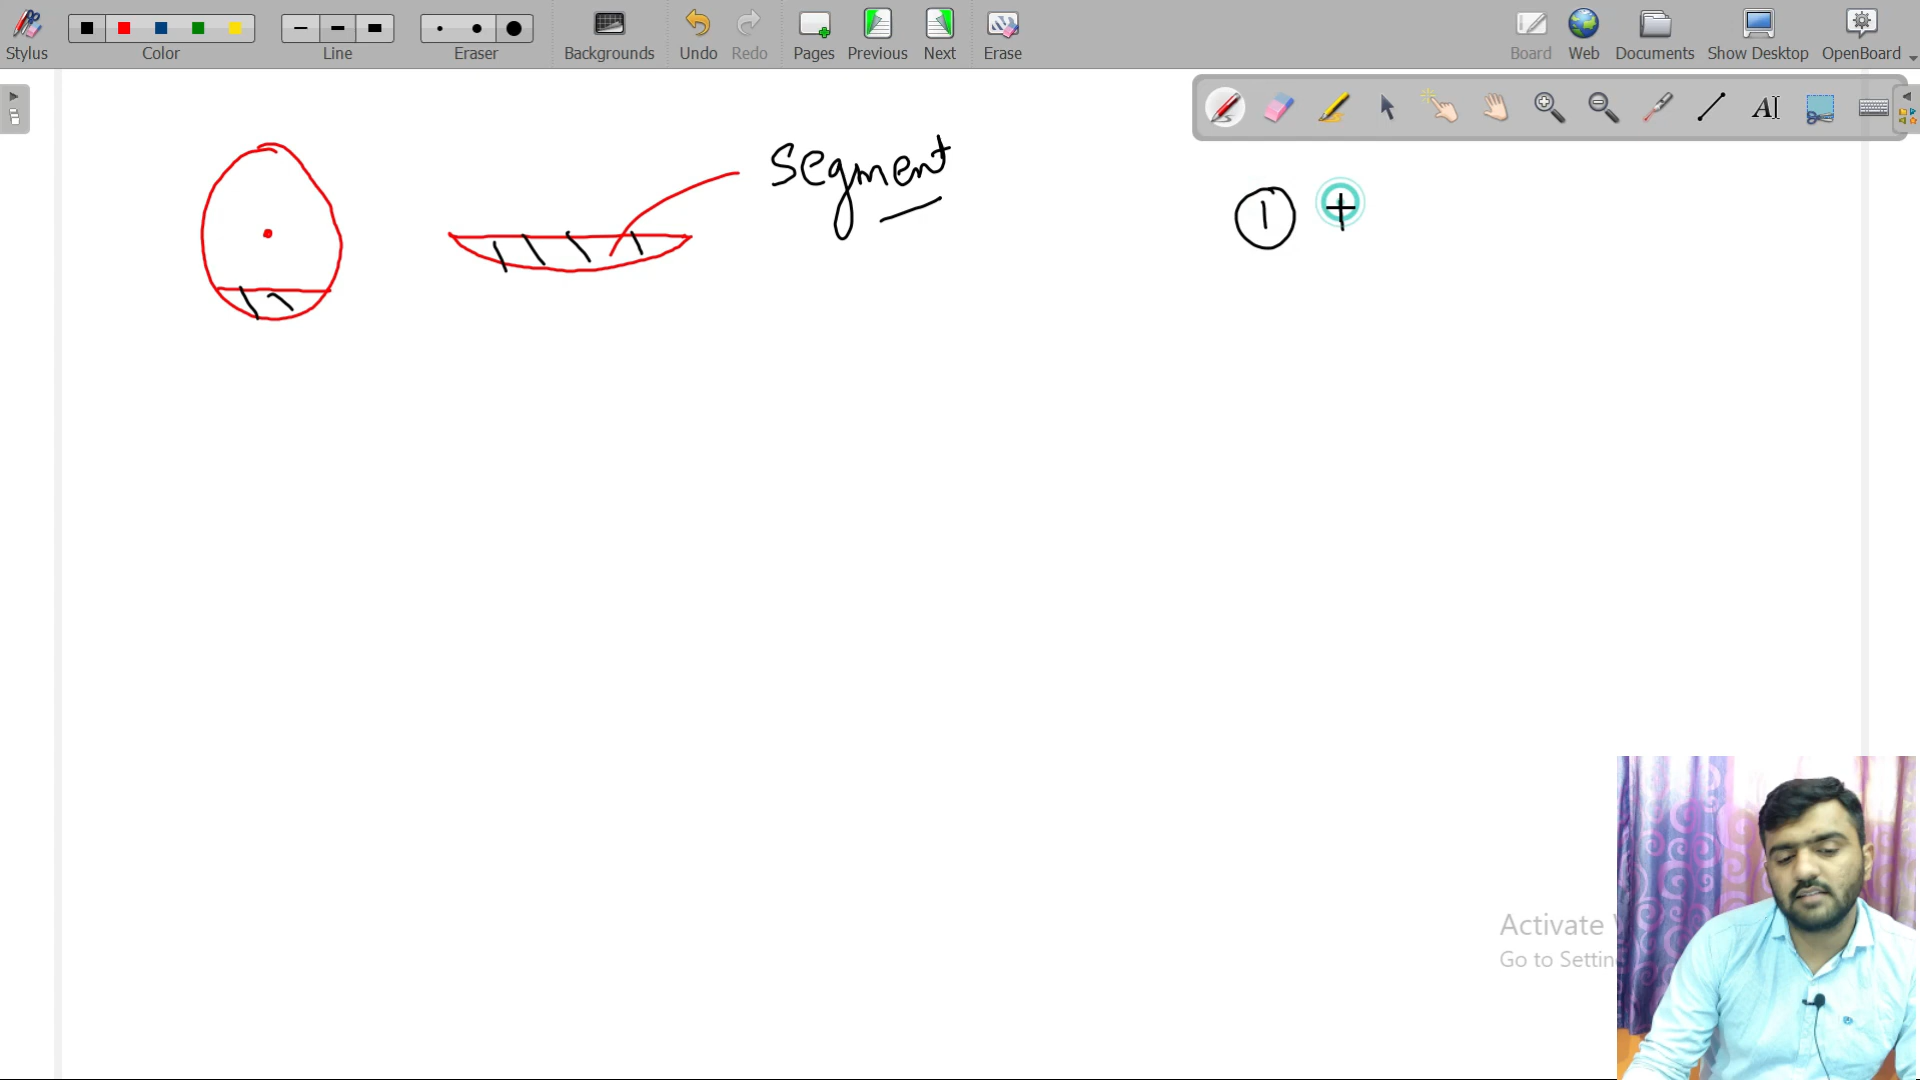 Stylus
Color
Line
Eraser
Backgrounds
Undo
Redo
Pages
Previous
Next
Erase
Board
Web
Documents
Show Desktop
OpenBoard
segment
1
Activate
Go to Settin